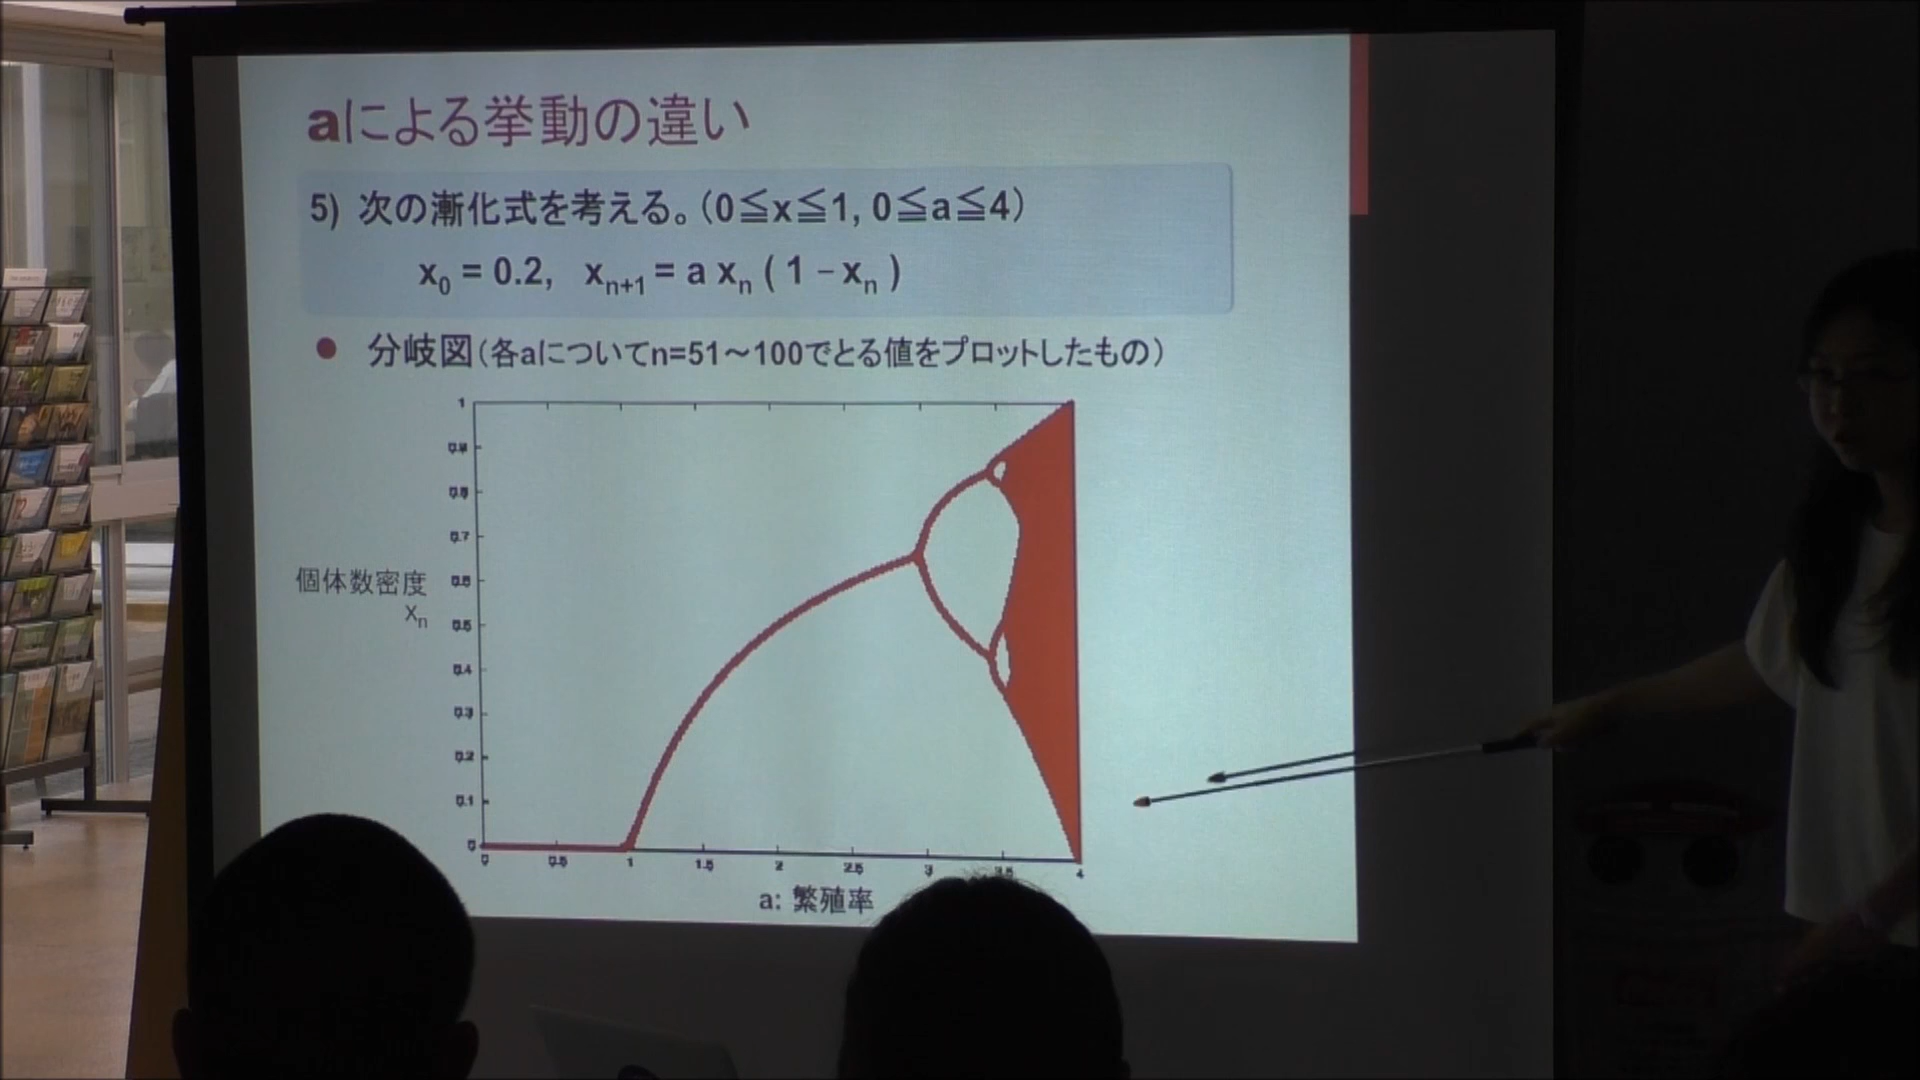 aによる挙動の違い
5) 次の漸化式を考える。（0≦x≦1, 0≦a≦4）
x0 = 0.2, xn+1 = a xn ( 1 – xn )
● 分岐図（各aについてn=51～100でとる値をプロットしたもの）
1
0.9
0.8
0.7
0.6
0.5
0.4
0.3
0.2
0.1
0
個体数密度
xn
0 0.5 1 1.5 2 2.5 3 3.5 4
a: 繁殖率